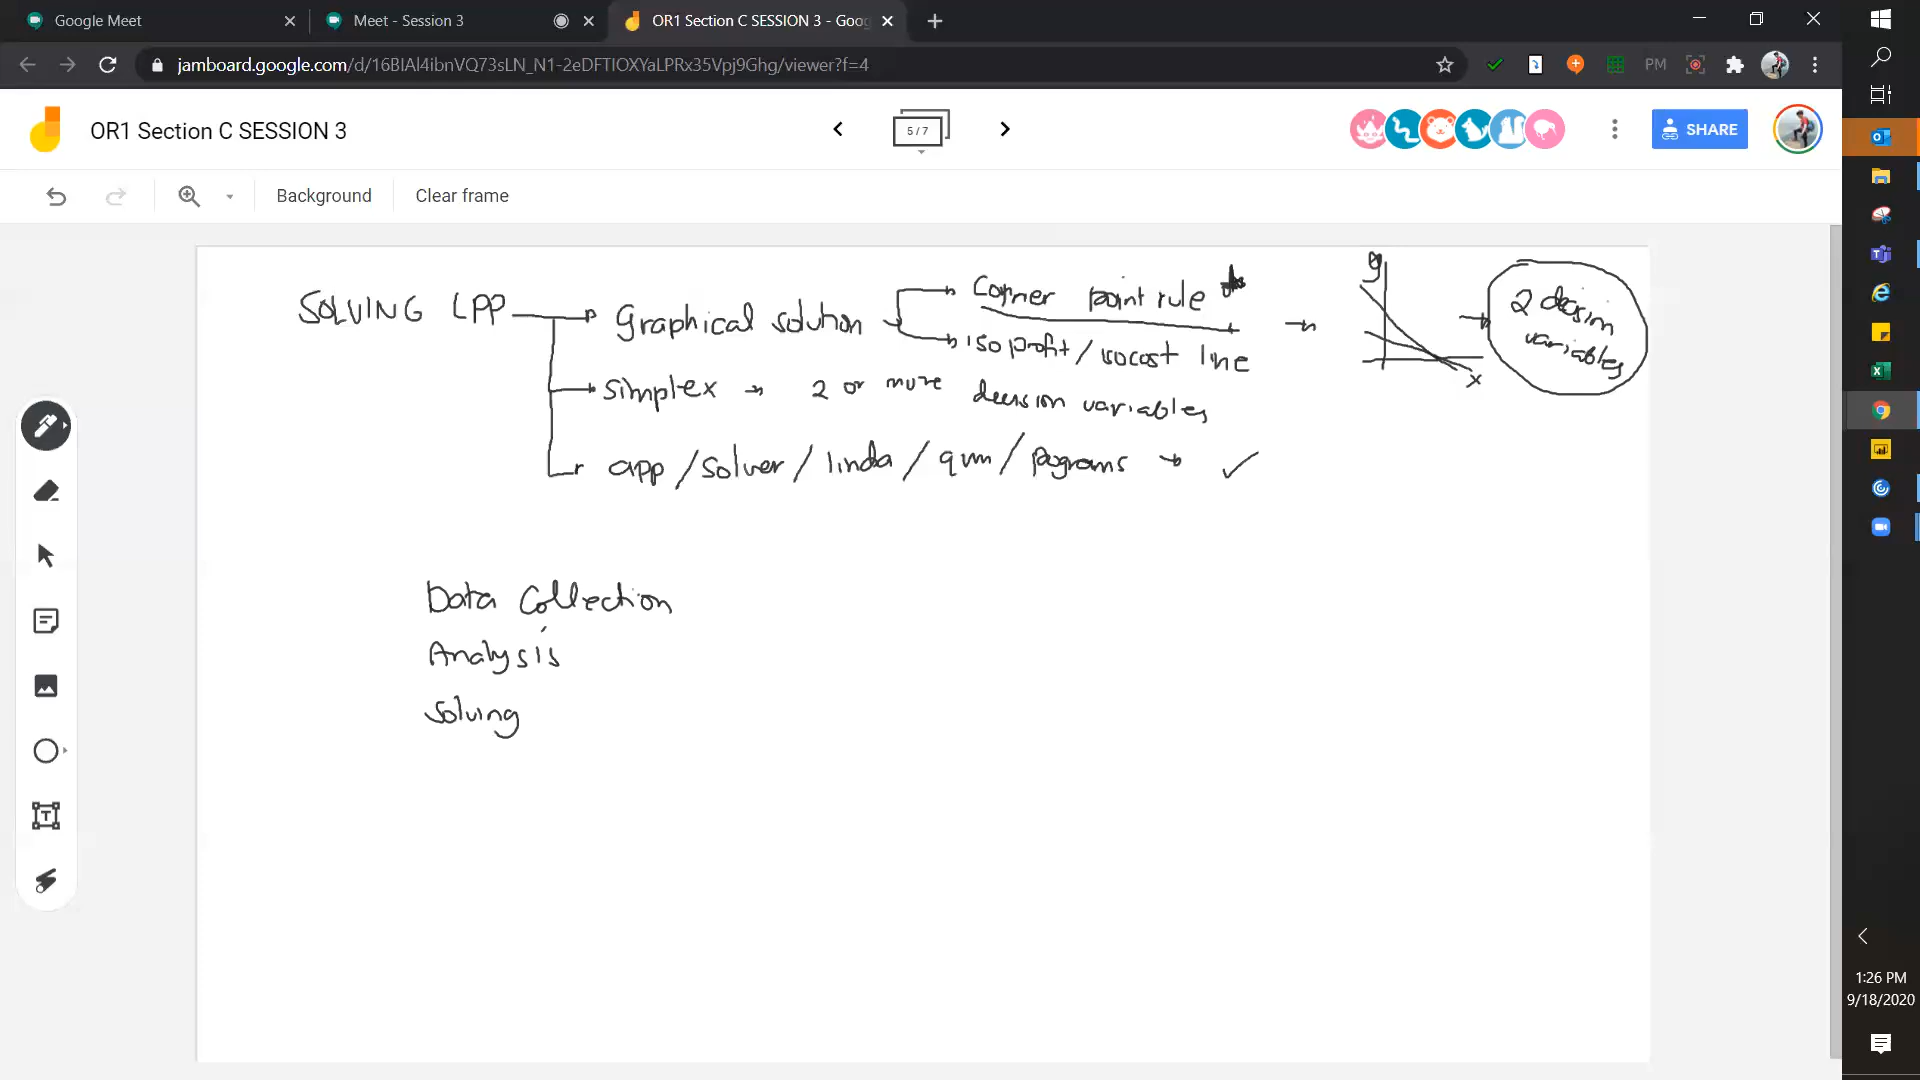 Google Meet
Meet - Session 3
OR1 Section C SESSION 3 - Goog
jamboard.google.com/d/16BIAl4ibnVQ73sLN_N1-2eDFTIOXYaLPRx35Vpj9Ghg/viewer?f=4
PM
OR1 Section C SESSION 3
5 / 7
SHARE
Background
Clear frame
SOLVING LPP
graphical solution
Corner point rule
isoprofit/isocost line
y
x
2 decision variables
simplex → 2 or more decision variables
app / solver / linda / qvm / programs → ✓
Data Collection
Analysis
Solving
1:26 PM
9/18/2020